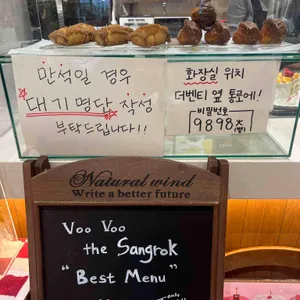 만석일 경우
대기명단 작성
부탁드립니다!!
화장실 위치
더벤티 옆 통로에!
비밀번호
9898
Natural wind
Write a better future
Voo Voo
the Sangrok
"Best Menu"